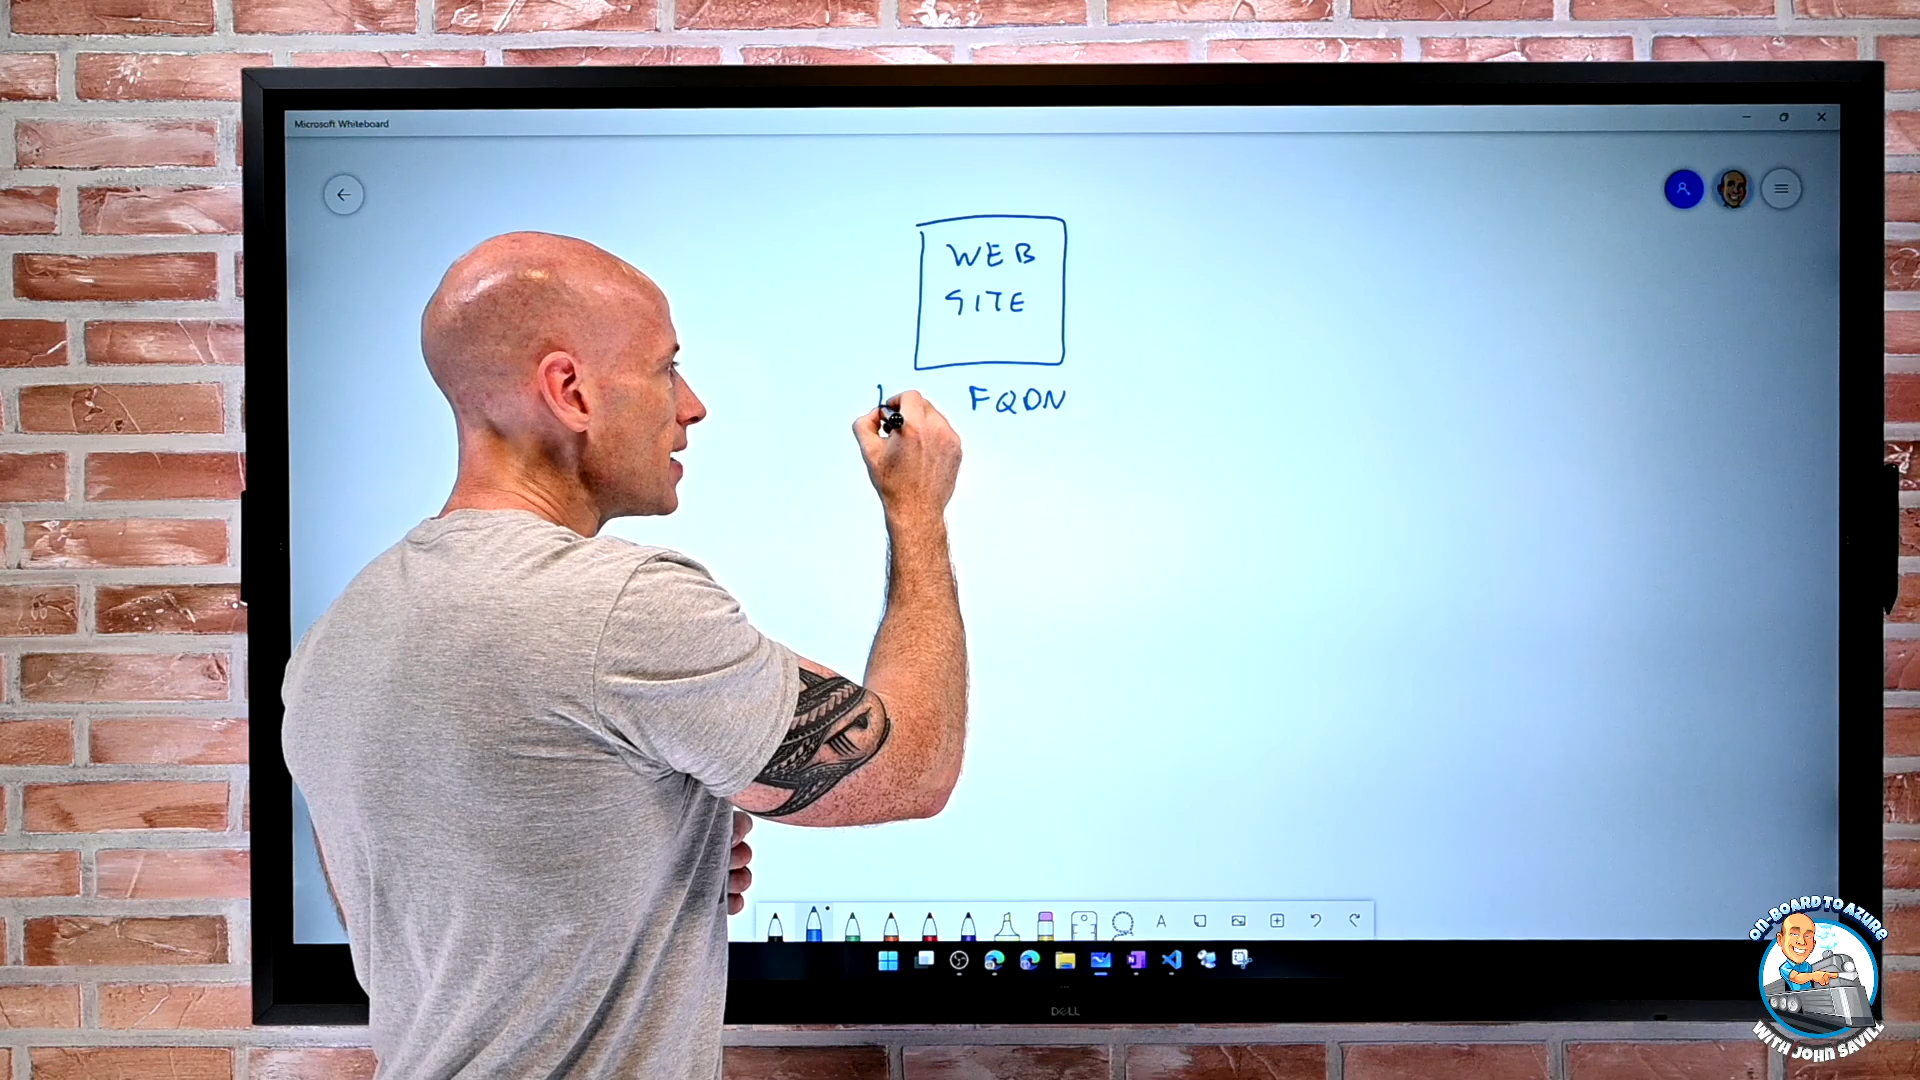 Microsoft Whiteboard
WEB
SITE
FQDN
A
DELL
ON-BOARD TO AZURE
WITH JOHN SAVILL